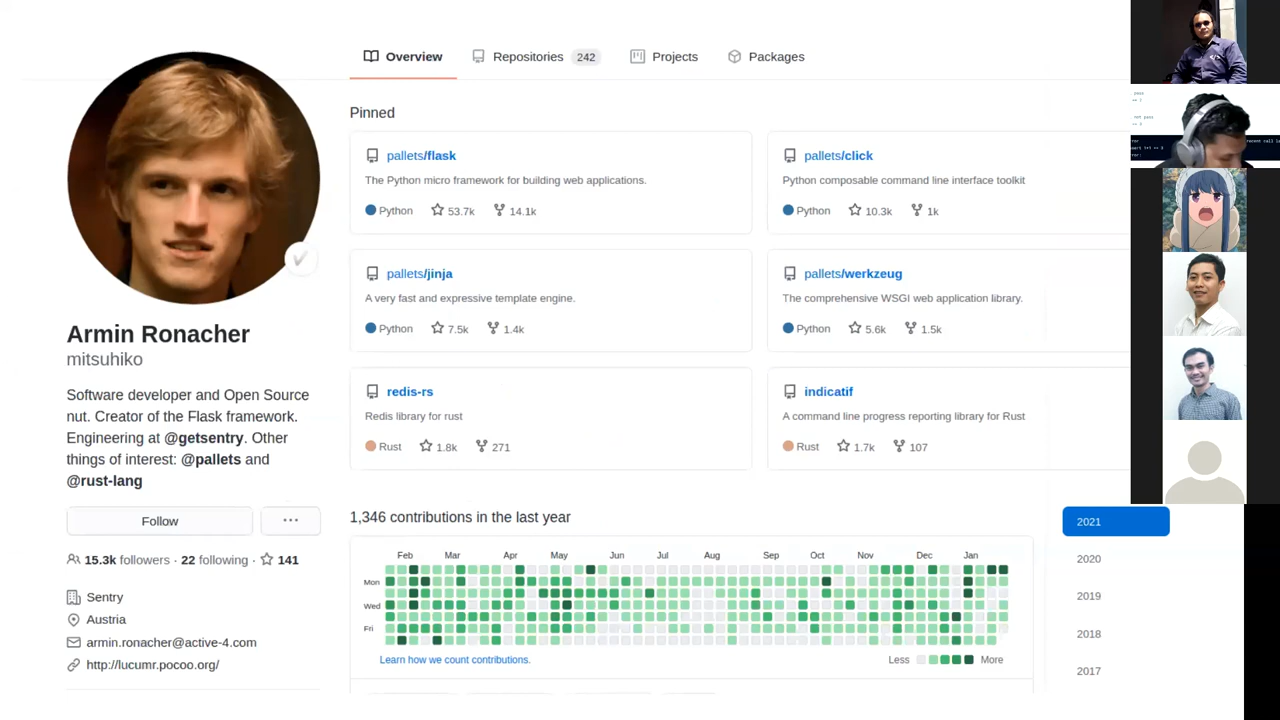 Overview
Repositories 242
Projects
Packages
Pinned
pallets/flask
The Python micro framework for building web applications.
Python 53.7k 14.1k
pallets/click
Python composable command line interface toolkit
Python 10.3k 1k
pallets/jinja
A very fast and expressive template engine.
Python 7.5k 1.4k
pallets/werkzeug
The comprehensive WSGI web application library.
Python 5.6k 1.5k
redis-rs
Redis library for rust
Rust 1.8k 271
indicatif
A command line progress reporting library for Rust
Rust 1.7k 107
Armin Ronacher
mitsuhiko
Software developer and Open Source
nut. Creator of the Flask framework.
Engineering at @getsentry. Other
things of interest: @pallets and
@rust-lang
Follow
15.3k followers · 22 following · 141
Sentry
Austria
armin.ronacher@active-4.com
http://lucumr.pocoo.org/
1,346 contributions in the last year
Feb Mar Apr May Jun Jul Aug Sep Oct Nov Dec Jan
Mon
Wed
Fri
Learn how we count contributions.
Less More
2021
2020
2019
2018
2017